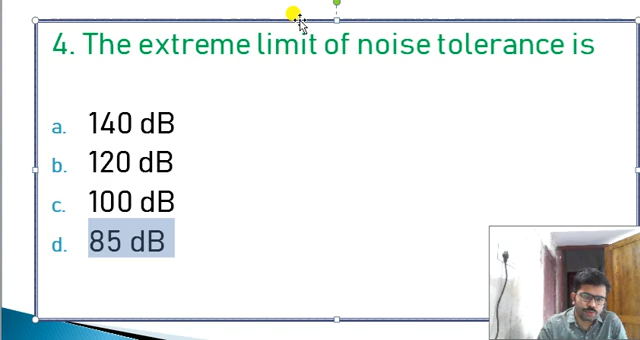 4. The extreme limit of noise tolerance is
a. 140 dB
b. 120 dB
c. 100 dB
d. 85 dB